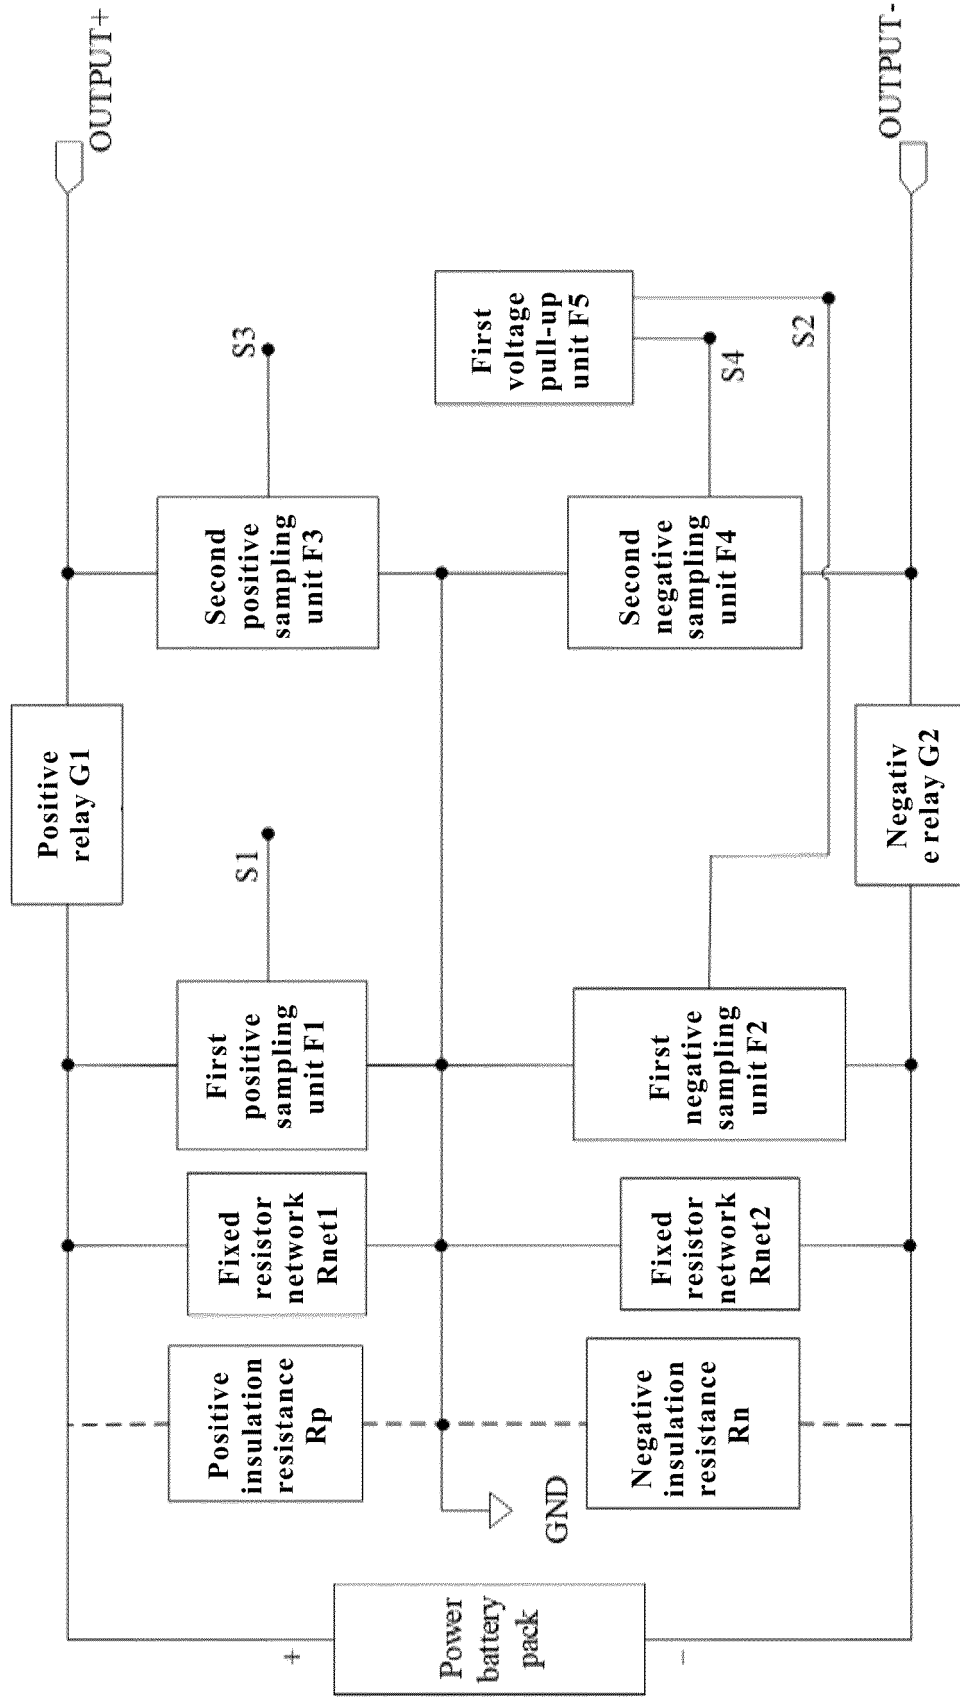 OUTPUT+
Positive
relay G1
Second
positive
sampling
unit F3
S3
First
positive
sampling
unit F1
S1
Fixed
resistor
network
Rnet1
Positive
insulation
resistance
Rp
+
Power
battery
pack
−
GND
Negative
insulation
resistance
Rn
Fixed
resistor
network
Rnet2
First
negative
sampling
unit F2
Second
negative
sampling
unit F4
First
voltage
pull-up
unit F5
S4
S2
Negativ
e relay G2
OUTPUT-